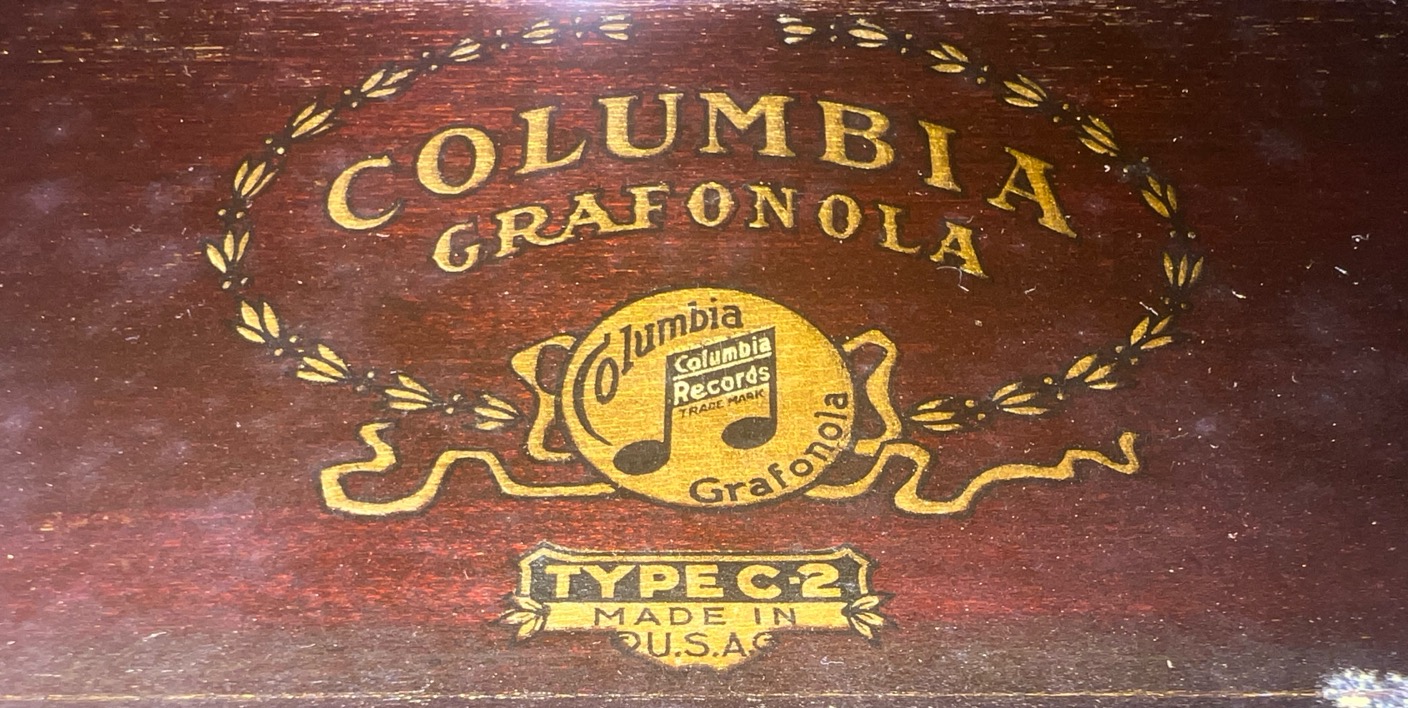 COLUMBIA
GRAFONOLA
Columbia
Columbia
Records
TRADE MARK
Grafonola
TYPE C-2
MADE IN
U.S.A